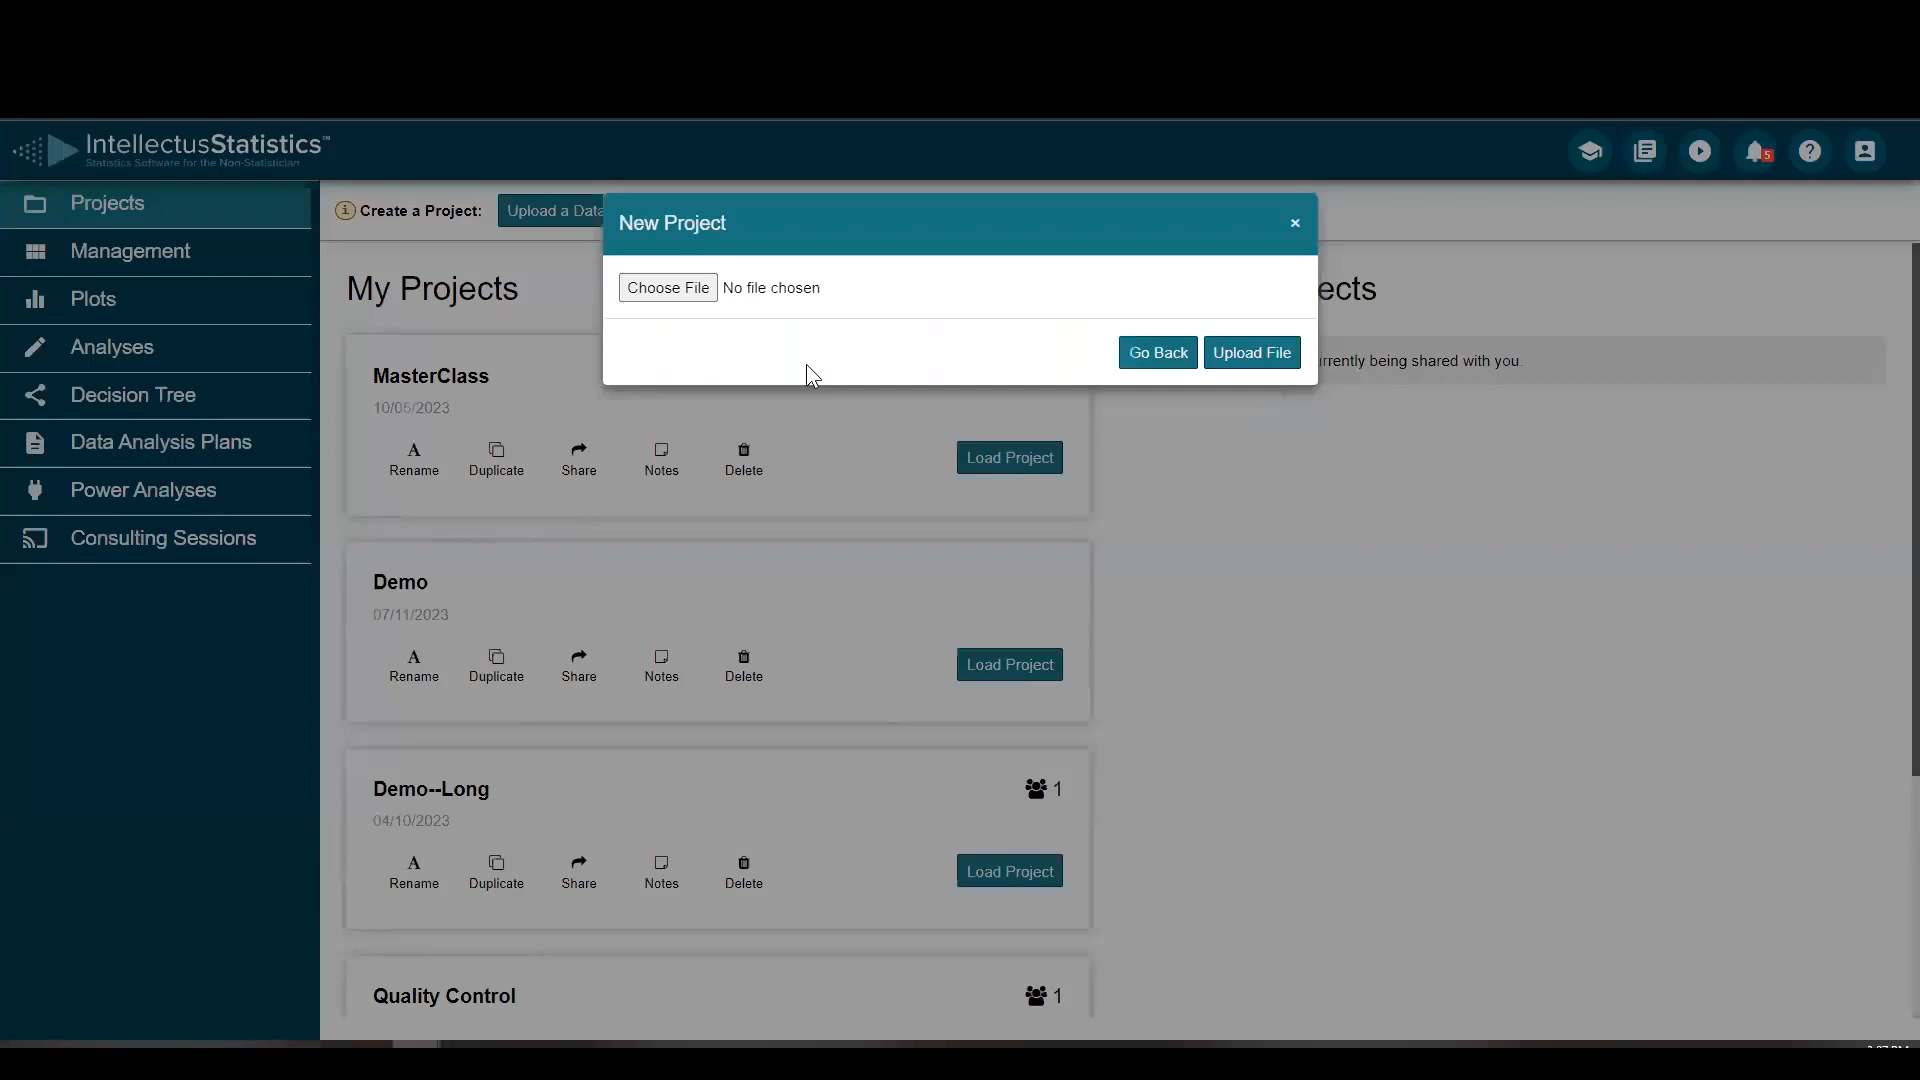 IntellectusStatistics™
Statistics Software for the Non-Statistician
5
Projects
Management
Plots
Analyses
Decision Tree
Data Analysis Plans
Power Analyses
Consulting Sessions
Create a Project:
Upload a Data
New Project
×
Choose File
No file chosen
Go Back
Upload File
My Projects
ects
rrently being shared with you.
MasterClass
10/05/2023
Rename
Duplicate
Share
Notes
Delete
Load Project
Demo
07/11/2023
Rename
Duplicate
Share
Notes
Delete
Load Project
Demo--Long
1
04/10/2023
Rename
Duplicate
Share
Notes
Delete
Load Project
Quality Control
1